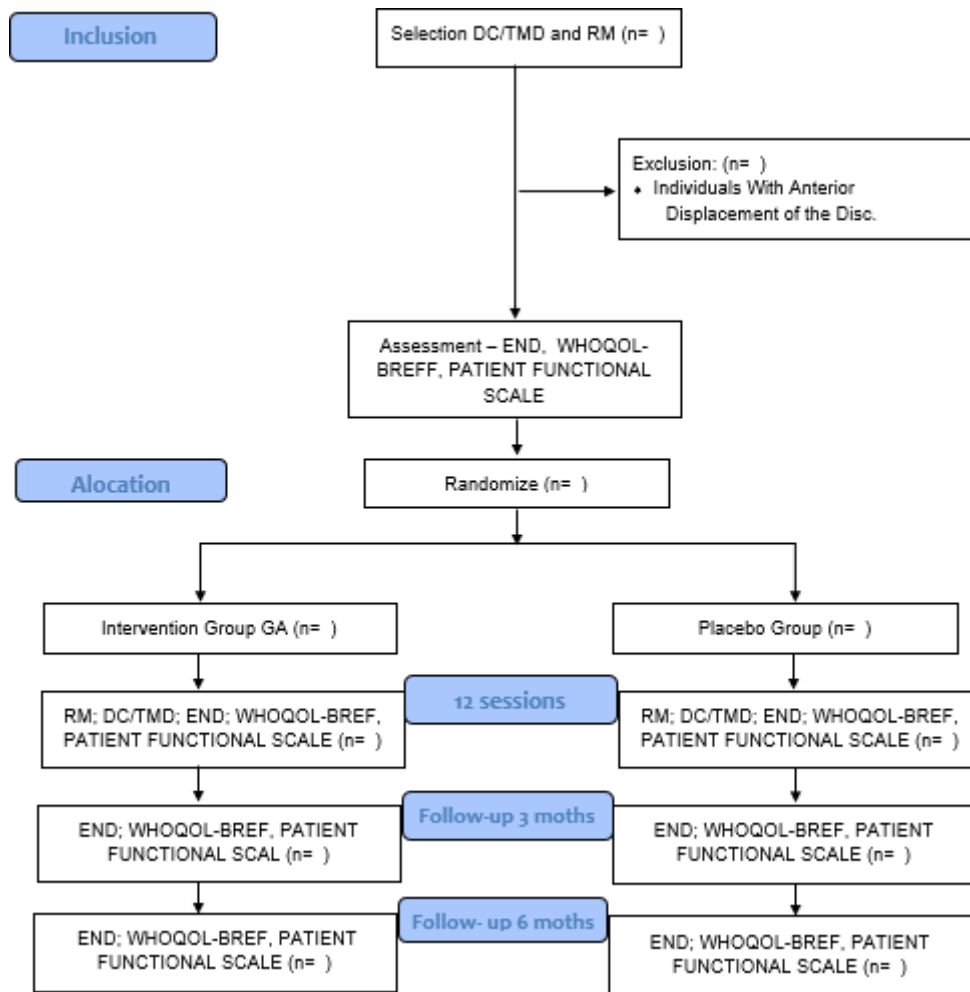 Inclusion
Selection DC/TMD and RM (n=  )
Exclusion: (n=  )
• Individuals With Anterior
Displacement of the Disc.
Assessment – END,  WHOQOL-
BREFF, PATIENT FUNCTIONAL
SCALE
Alocation
Randomize (n=  )
Intervention Group GA (n=  )
Placebo Group (n=  )
12 sessions
RM; DC/TMD; END; WHOQOL-BREF,
PATIENT FUNCTIONAL SCALE (n=  )
RM; DC/TMD; END; WHOQOL-BREF,
PATIENT FUNCTIONAL SCALE (n=  )
Follow-up 3 moths
END; WHOQOL-BREF, PATIENT
FUNCTIONAL SCAL (n=  )
END; WHOQOL-BREF, PATIENT
FUNCTIONAL SCALE (n=  )
Follow- up 6 moths
END; WHOQOL-BREF, PATIENT
FUNCTIONAL SCALE (n=  )
END; WHOQOL-BREF, PATIENT
FUNCTIONAL SCALE (n=  )